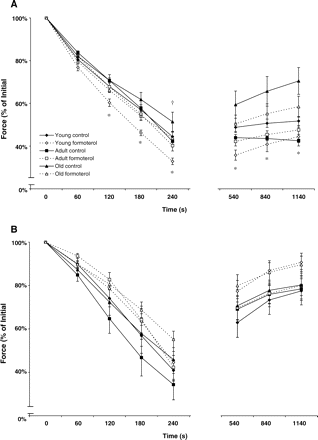 A
Force (% of Initial
100%
80%
60%
40%
0%
Young control
Young formoterol
Adult control
Adult formoterol
Old control
Old formoterol
†
*
*
*
*
*
*
0
60
120
180
240
540
840
1140
Time (s)
B
Force (% of Initial
100%
80%
60%
40%
0%
0
60
120
180
240
540
840
1140
Time (s)